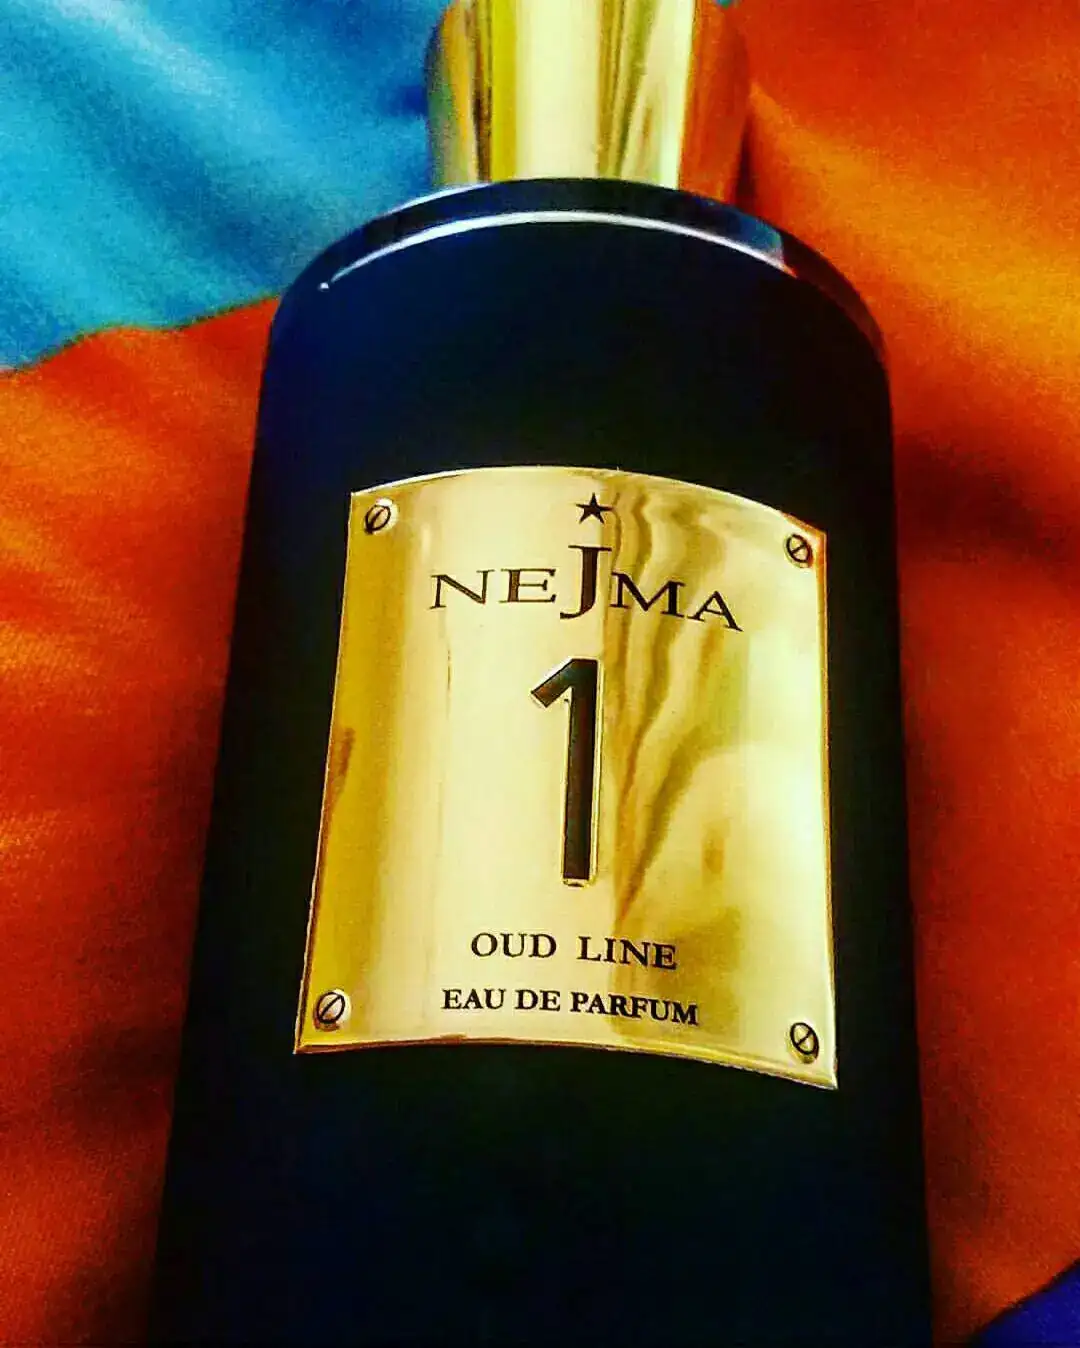 NEJMA
1
OUD LINE
EAU DE PARFUM